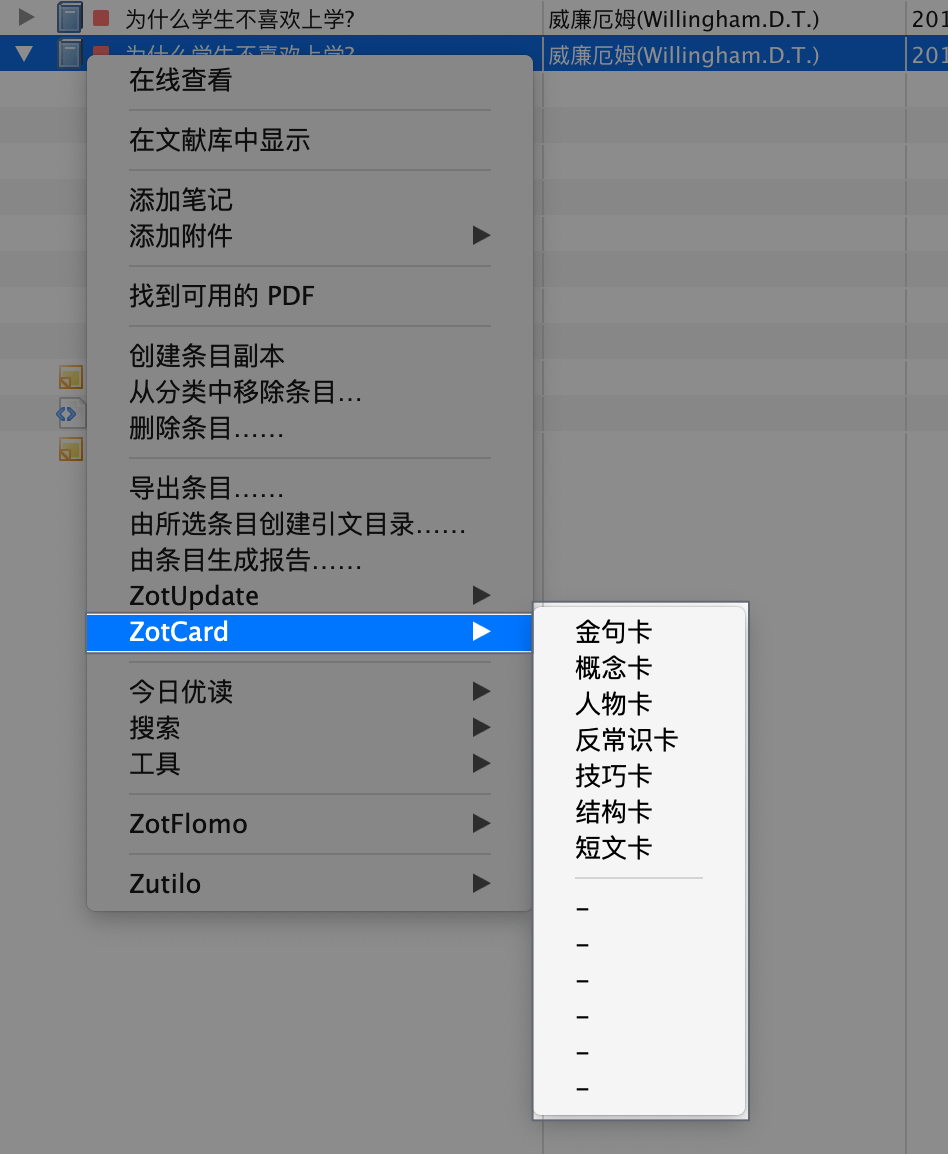 为什么学生不喜欢上学?
威廉厄姆(Willingham.D.T.)
201
为什么学生不喜欢上学?
威廉厄姆(Willingham.D.T.)
201
在线查看
在文献库中显示
添加笔记
添加附件
找到可用的 PDF
创建条目副本
从分类中移除条目...
删除条目......
导出条目......
由所选条目创建引文目录......
由条目生成报告......
ZotUpdate
ZotCard
今日优读
搜索
工具
ZotFlomo
Zutilo
金句卡
概念卡
人物卡
反常识卡
技巧卡
结构卡
短文卡
–
–
–
–
–
–